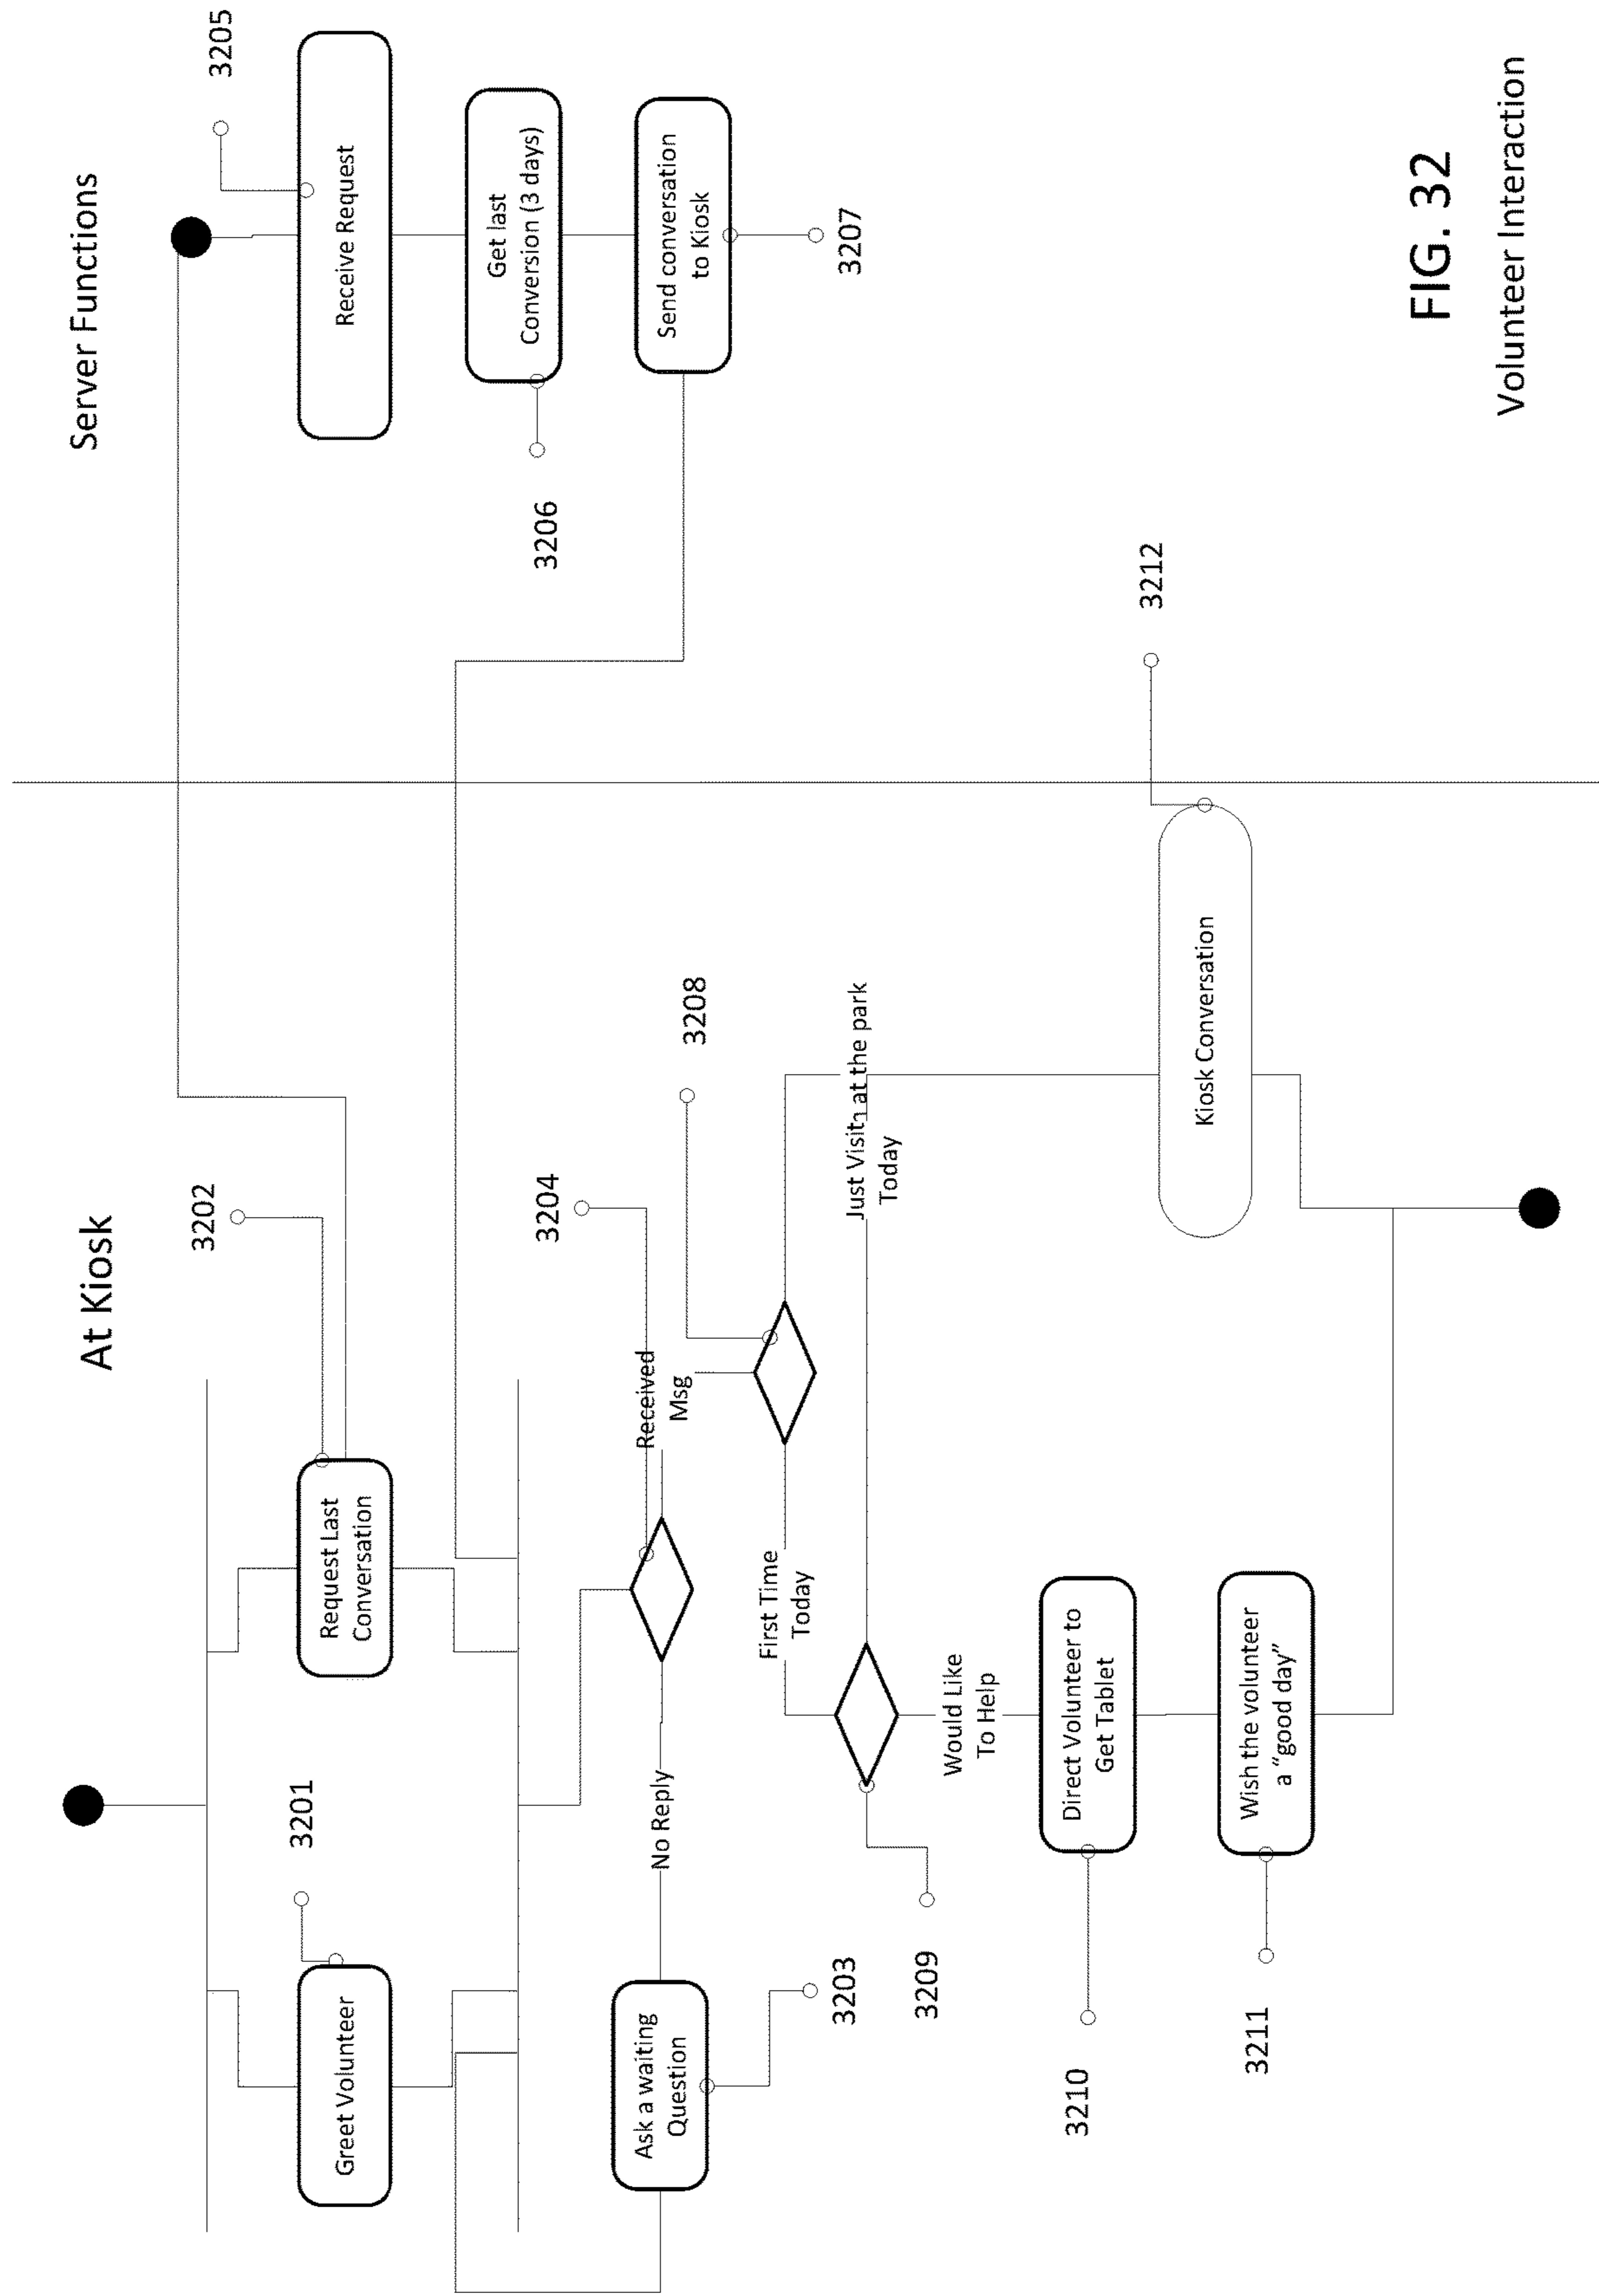 At Kiosk
Server Functions
3201
3202
Greet Volunteer
Request Last
Conversation
3205
Receive Request
3206
Get last
Conversion (3 days)
Send conversation
to Kiosk
3207
3204
Ask a waiting
Question
3203
No Reply
Received
Msg
3208
First Time
Today
3209
Just Visit at the park
Today
Would Like
To Help
3210
Direct Volunteer to
Get Tablet
3211
Wish the volunteer
a “good day”
3212
Kiosk Conversation
FIG. 32
Volunteer Interaction